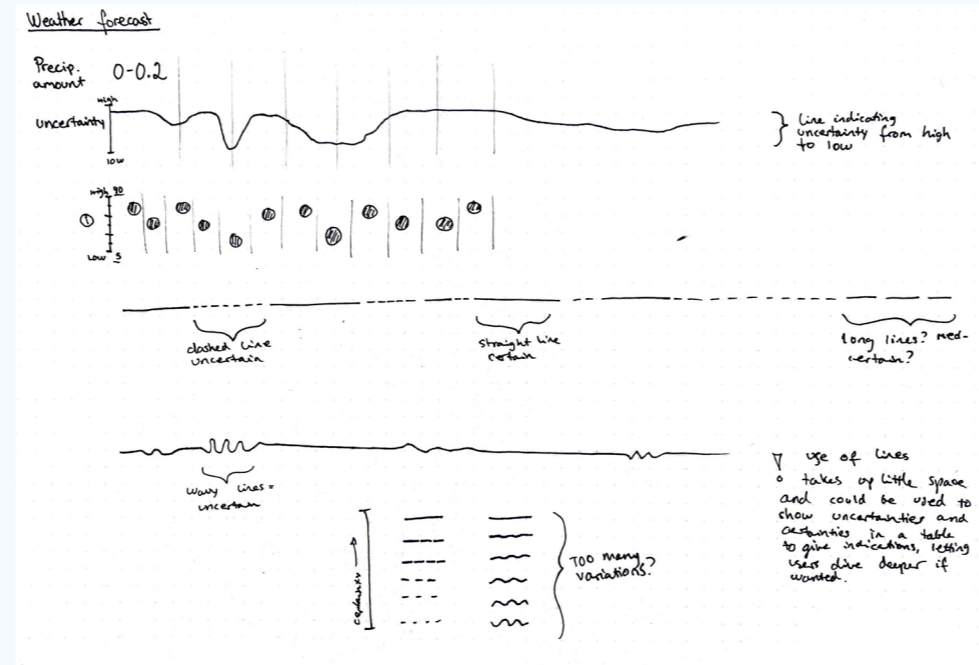 Weather forecast
Precip.
amount
0-0.2
High
uncertainty
low
Line indicating
uncertainty from high
to low
High 90
Low 5
dashed line
uncertain
straight line
certain
long lines? med-
certain?
wavy lines =
uncertain
use of lines
takes up little space
and could be used to
show uncertainties and
certainties in a table
to give indications, letting
users dive deeper if
wanted.
TOO many
variations?